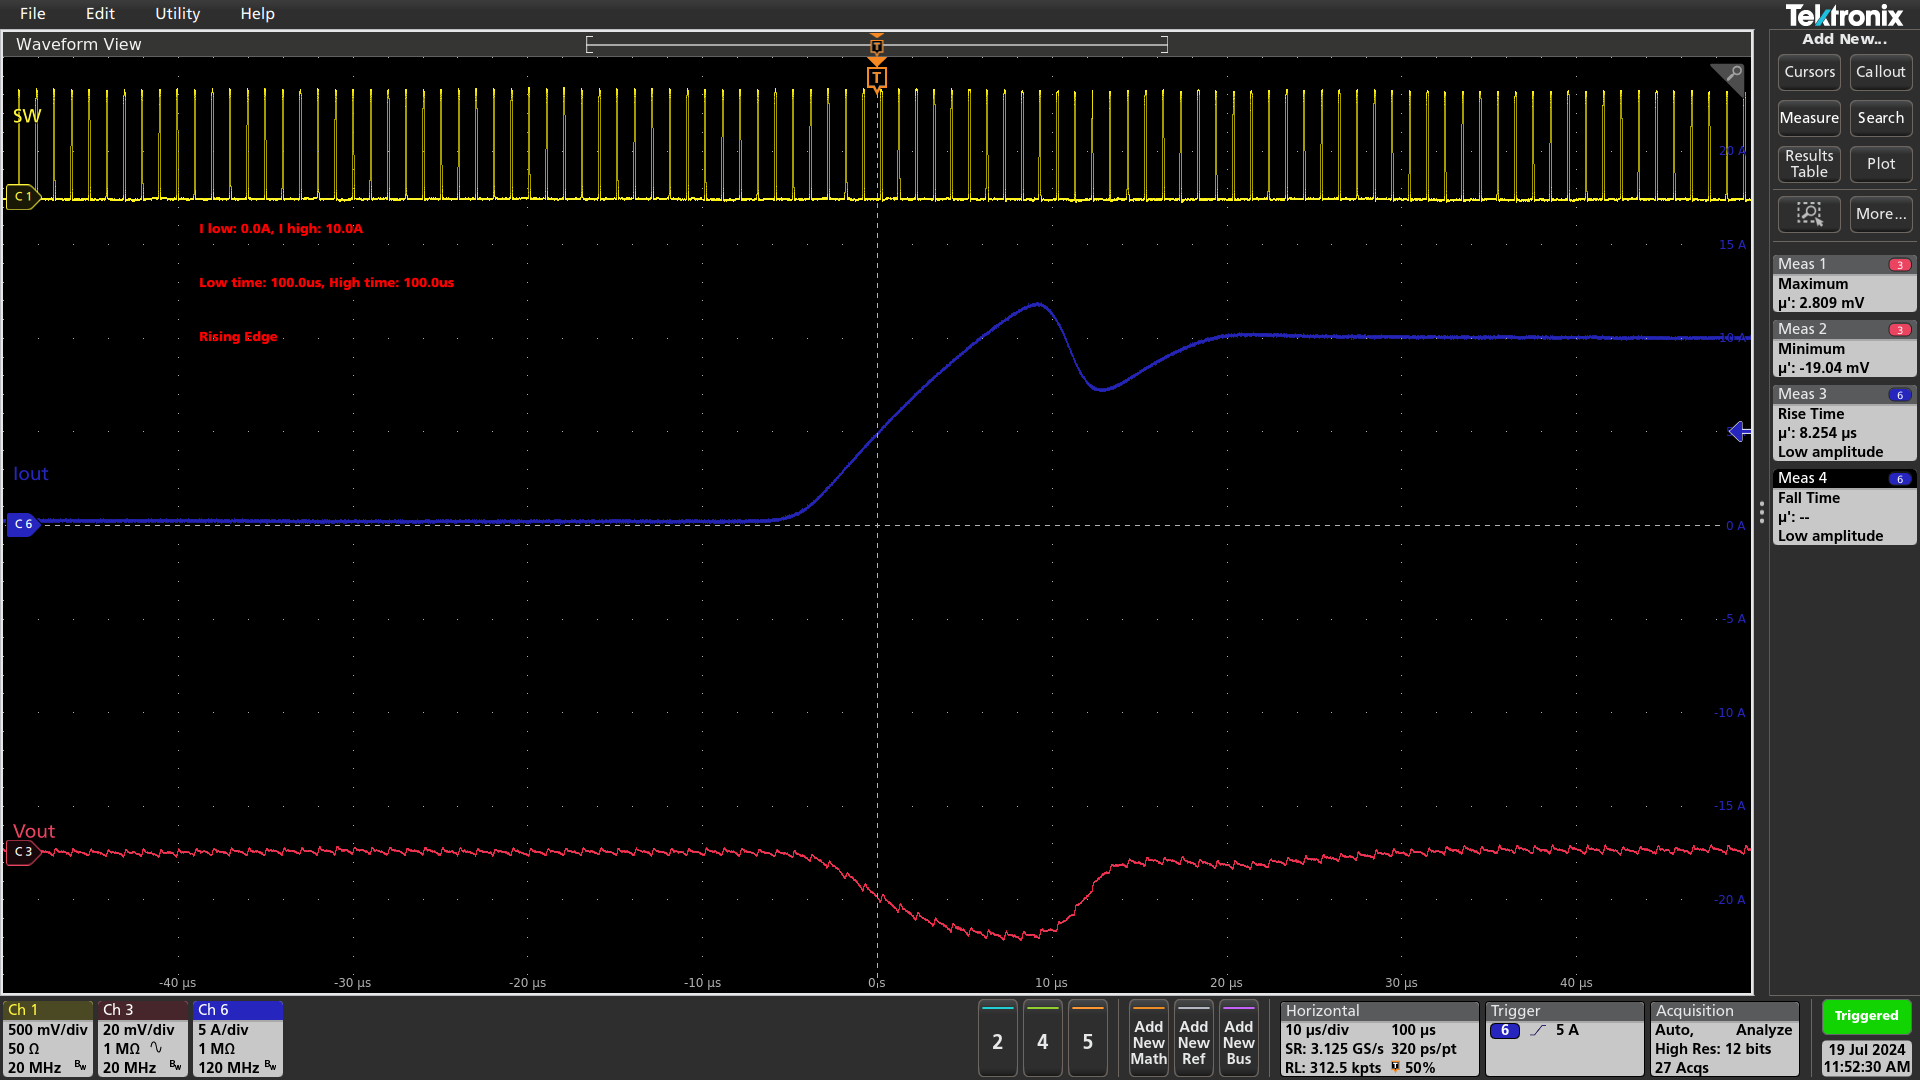 File Edit Utility Help
Tektronix
Waveform View
Add New...
Cursors Callout
Measure Search
Results Table Plot
More...
T
T
SW
C 1
20 A
I low: 0.0A, I high: 10.0A
15 A
Low time: 100.0us, High time: 100.0us
Rising Edge
10 A
Iout
C 6
0 A
-5 A
-10 A
-15 A
Vout
C 3
-20 A
-40 µs -30 µs -20 µs -10 µs 0s 10 µs 20 µs 30 µs 40 µs
Meas 1 3
Maximum
µ': 2.809 mV
Meas 2 3
Minimum
µ': -19.04 mV
Meas 3 6
Rise Time
µ': 8.254 µs
Low amplitude
Meas 4 6
Fall Time
µ': --
Low amplitude
Ch 1
500 mV/div
50 Ω
20 MHz Bw
Ch 3
20 mV/div
1 MΩ
20 MHz Bw
Ch 6
5 A/div
1 MΩ
120 MHz Bw
2 4 5
Add New Math
Add New Ref
Add New Bus
Horizontal
10 µs/div 100 µs
SR: 3.125 GS/s 320 ps/pt
RL: 312.5 kpts 50%
Trigger
6 5 A
Acquisition
Auto, Analyze
High Res: 12 bits
27 Acqs
Triggered
19 Jul 2024
11:52:30 AM